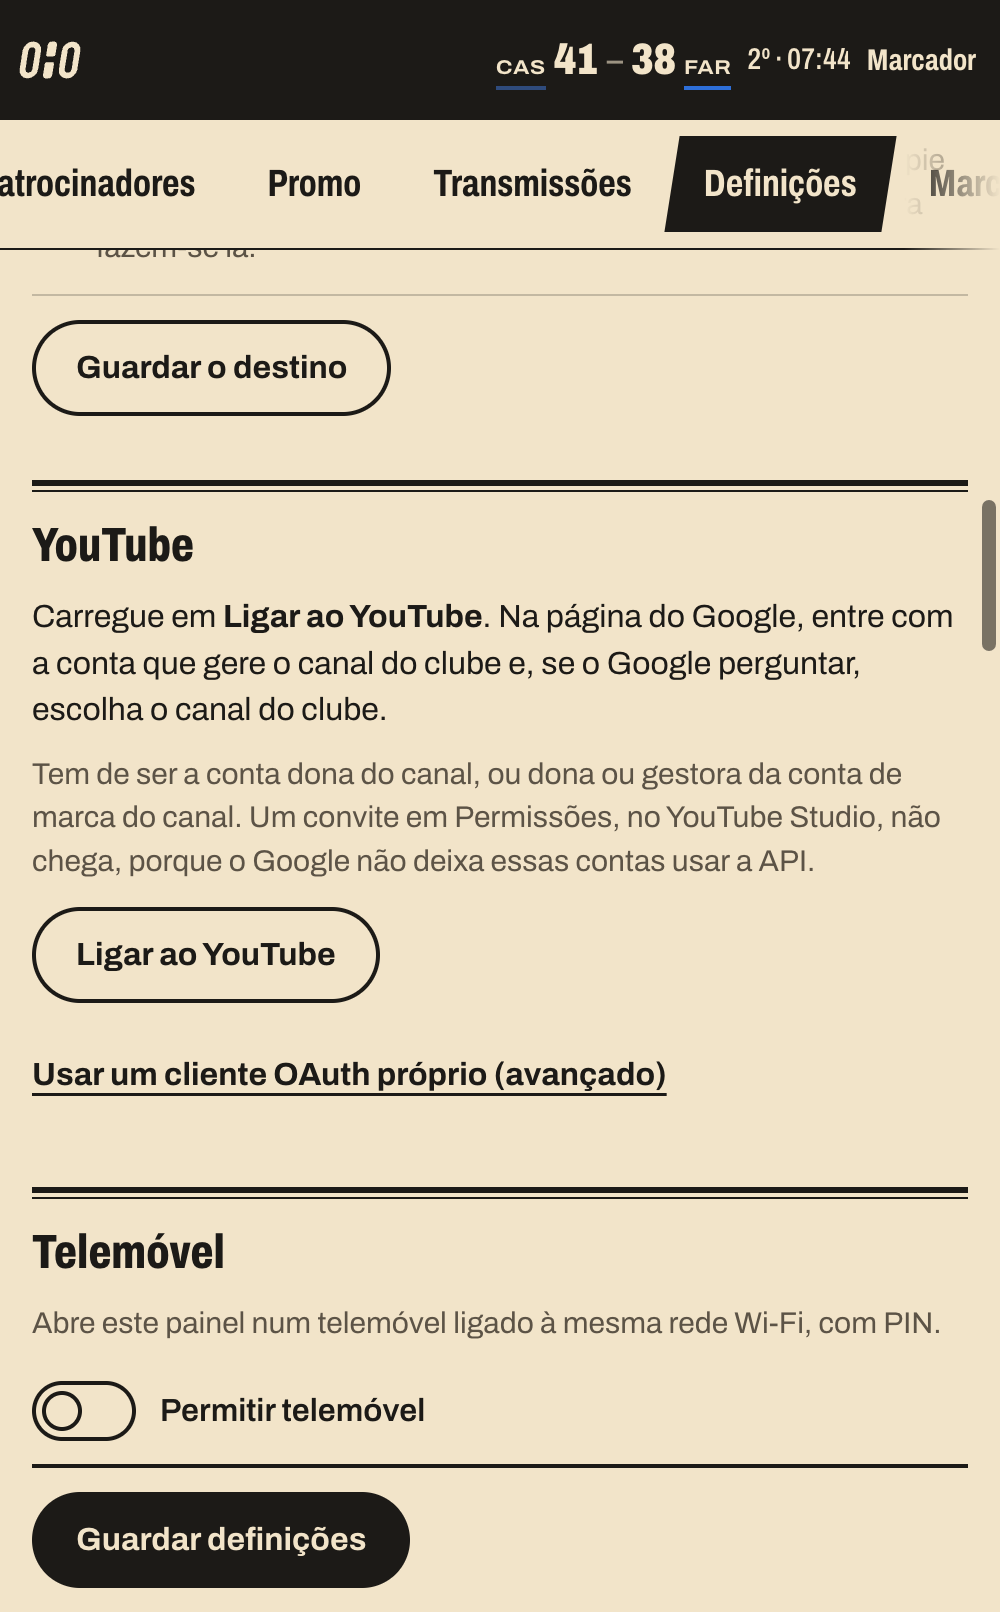 0:0
CAS 41 – 38 FAR 2º · 07:44 Marcador
atrocinadores Promo Transmissões Definições
pie
a
fazem-se lá.
Guardar o destino
YouTube
Carregue em Ligar ao YouTube. Na página do Google, entre com
a conta que gere o canal do clube e, se o Google perguntar,
escolha o canal do clube.
Tem de ser a conta dona do canal, ou dona ou gestora da conta de
marca do canal. Um convite em Permissões, no YouTube Studio, não
chega, porque o Google não deixa essas contas usar a API.
Ligar ao YouTube
Usar um cliente OAuth próprio (avançado)
Telemóvel
Abre este painel num telemóvel ligado à mesma rede Wi-Fi, com PIN.
Permitir telemóvel
Guardar definições